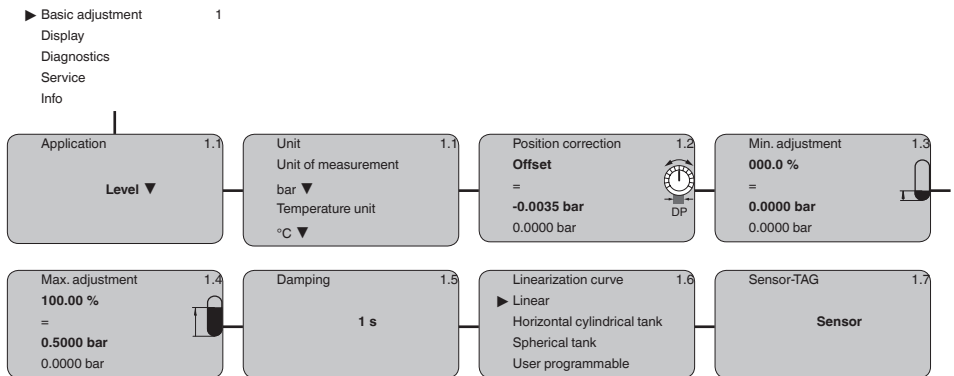 ▶ Basic adjustment 1
Display
Diagnostics
Service
Info
Application 1.1
Level ▼
Unit 1.1
Unit of measurement
bar ▼
Temperature unit
°C ▼
Position correction 1.2
Offset
=
-0.0035 bar
0.0000 bar
DP
Min. adjustment 1.3
000.0 %
=
0.0000 bar
0.0000 bar
Max. adjustment 1.4
100.00 %
=
0.5000 bar
0.0000 bar
Damping 1.5
1 s
Linearization curve 1.6
▶ Linear
Horizontal cylindrical tank
Spherical tank
User programmable
Sensor-TAG 1.7
Sensor